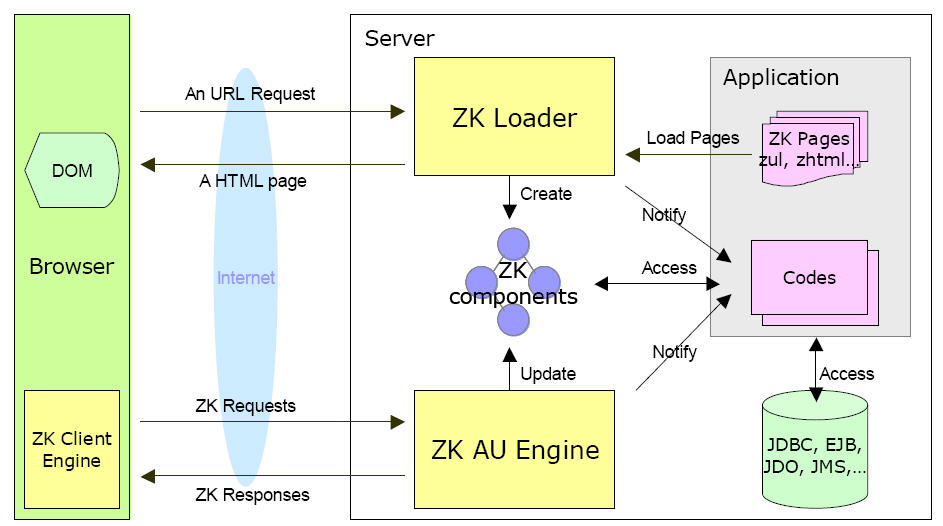 Server
Application
An URL Request
ZK Loader
Load Pages
ZK Pages
zul, zhtml...
DOM
A HTML page
Create
Notify
Browser
Internet
ZK
components
Access
Codes
Notify
Update
Access
ZK Requests
ZK Client
Engine
ZK AU Engine
JDBC, EJB,
JDO, JMS,...
ZK Responses